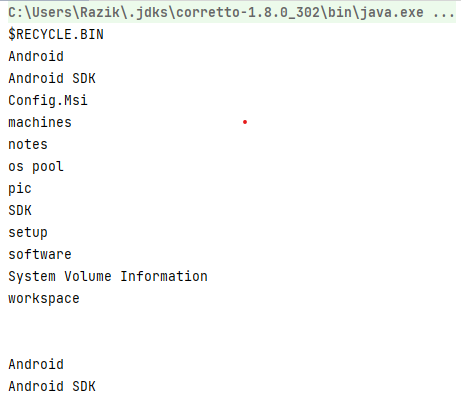 C:\Users\Razik\.jdks\corretto-1.8.0_302\bin\java.exe ...
$RECYCLE.BIN
Android
Android SDK
Config.Msi
machines
notes
os pool
pic
SDK
setup
software
System Volume Information
workspace
Android
Android SDK